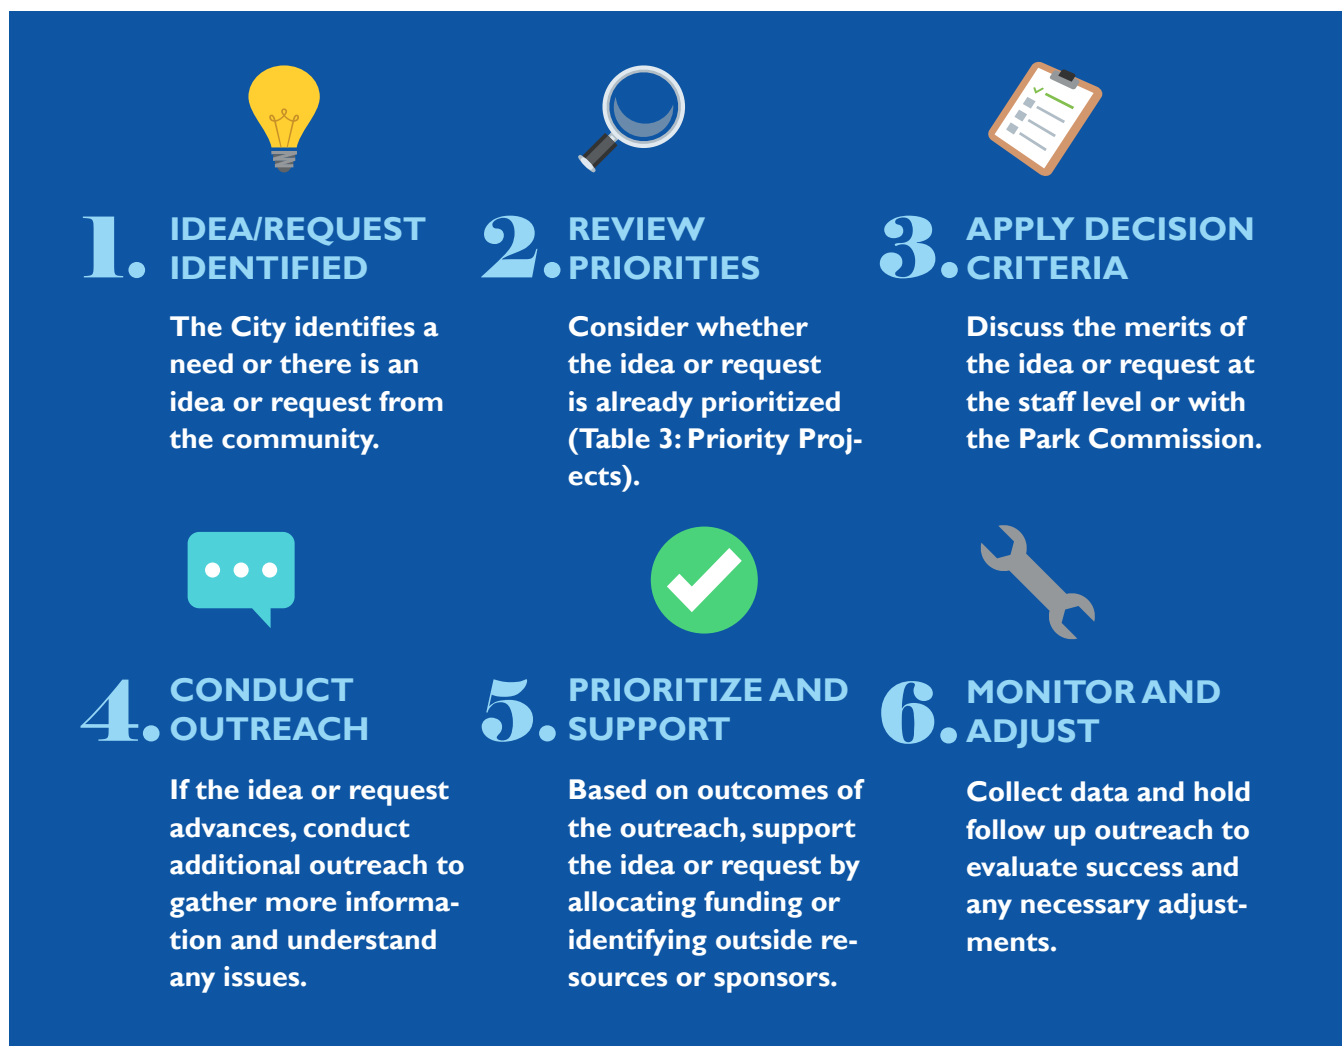 1. IDEA/REQUEST
IDENTIFIED
The City identifies a
need or there is an
idea or request from
the community.
2. REVIEW
PRIORITIES
Consider whether
the idea or request
is already prioritized
(Table 3: Priority Proj-
ects).
3. APPLY DECISION
CRITERIA
Discuss the merits of
the idea or request at
the staff level or with
the Park Commission.
4. CONDUCT
OUTREACH
If the idea or request
advances, conduct
additional outreach to
gather more informa-
tion and understand
any issues.
5. PRIORITIZE AND
SUPPORT
Based on outcomes of
the outreach, support
the idea or request by
allocating funding or
identifying outside re-
sources or sponsors.
6. MONITOR AND
ADJUST
Collect data and hold
follow up outreach to
evaluate success and
any necessary adjust-
ments.